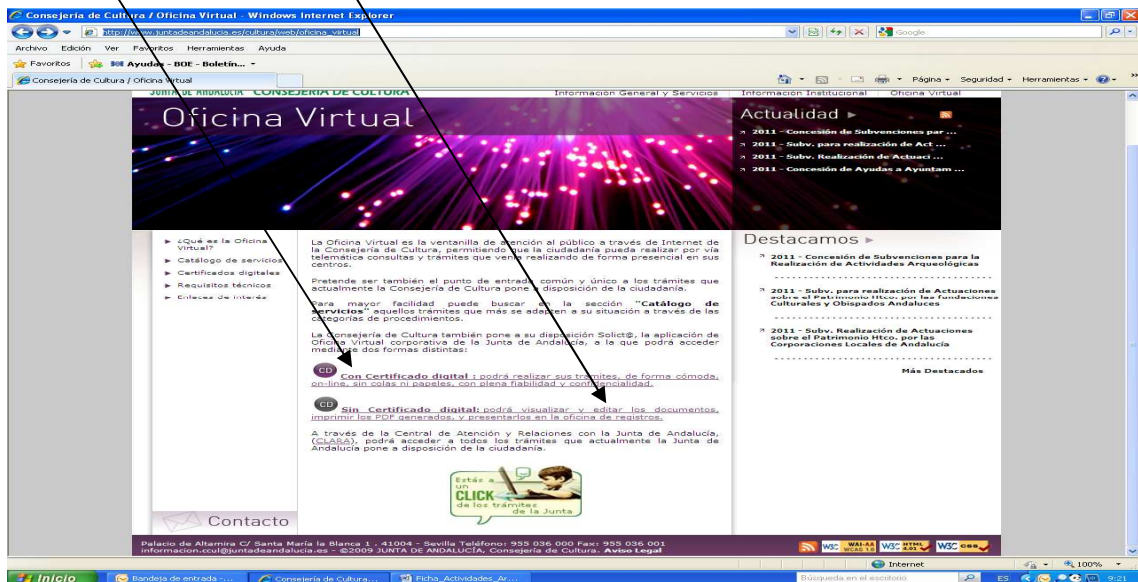 Consejería de Cultura / Oficina Virtual - Windows Internet Explorer
http://www.juntadeandalucia.es/cultura/web/oficina_virtual
Google
Archivo Edición Ver Favoritos Herramientas Ayuda
Favoritos Ayudas - BOE - Boletín...
Consejería de Cultura / Oficina Virtual
Página Seguridad Herramientas
JUNTA DE ANDALUCIA CONSEJERÍA DE CULTURA
Información General y Servicios Información Institucional Oficina Virtual
Oficina Virtual
Actualidad
2011 - Concesión de Subvenciones par ...
2011 - Subv. para realización de Act ...
2011 - Subv. Realización de Actuaci ...
2011 - Concesión de Ayudas a Ayuntam ...
¿Qué es la Oficina
Virtual?
Catálogo de servicios
Certificados digitales
Requisitos técnicos
Enlaces de interés
La Oficina Virtual es la ventanilla de atención al público a través de Internet de
la Consejería de Cultura, permitiendo que la ciudadanía pueda realizar por vía
telemática consultas y trámites que venía realizando de forma presencial en sus
centros.
Pretende ser también el punto de entrada común y único a los trámites que
actualmente la Consejería de Cultura pone a disposición de la ciudadanía.
Para mayor facilidad puede buscar en la sección "Catálogo de
servicios" aquellos trámites que más se adapten a su situación a través de las
categorías de procedimientos.
La Consejería de Cultura también pone a su disposición Solict@, la aplicación de
Oficina Virtual corporativa de la Junta de Andalucía, a la que podrá acceder
mediante dos formas distintas:
CD Con Certificado digital : podrá realizar sus trámites, de forma cómoda,
on-line, sin colas ni papeles, con plena fiabilidad y confidencialidad.
CD Sin Certificado digital: podrá visualizar y editar los documentos,
imprimir los PDF generados, y presentarlos en la oficina de registros.
A través de la Central de Atención y Relaciones con la Junta de Andalucía,
(CLARA), podrá acceder a todos los trámites que actualmente la Junta de
Andalucía pone a disposición de la ciudadanía.
Estás a
un
CLICK
de los trámites
de la Junta
Destacamos
2011 - Concesión de Subvenciones para la
Realización de Actividades Arqueológicas
2011 - Subv. para realización de Actuaciones
sobre el Patrimonio Htco. por las fundaciones
Culturales y Obispados Andaluces
2011 - Subv. Realización de Actuaciones
sobre el Patrimonio Htco. por las
Corporaciones Locales de Andalucía
Más Destacados
Contacto
Palacio de Altamira C/ Santa María la Blanca 1 . 41004 - Sevilla Teléfono: 955 036 000 Fax: 955 036 001
informacion.ccul@juntadeandalucia.es - ©2009 JUNTA DE ANDALUCÍA, Consejería de Cultura. Aviso Legal
W3C WAI-AA WCAG 1.0 W3C HTML 4.01 W3C css
Internet 100%
Inicio Bandeja de entrada -... Consejería de Cultura... Ficha_Actividades_Ar... Búsqueda en el escritorio ES 9:21